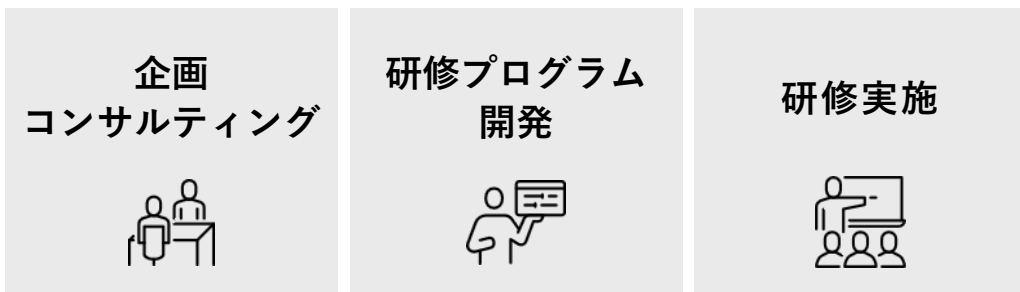 企画
コンサルティング
研修プログラム
開発
研修実施